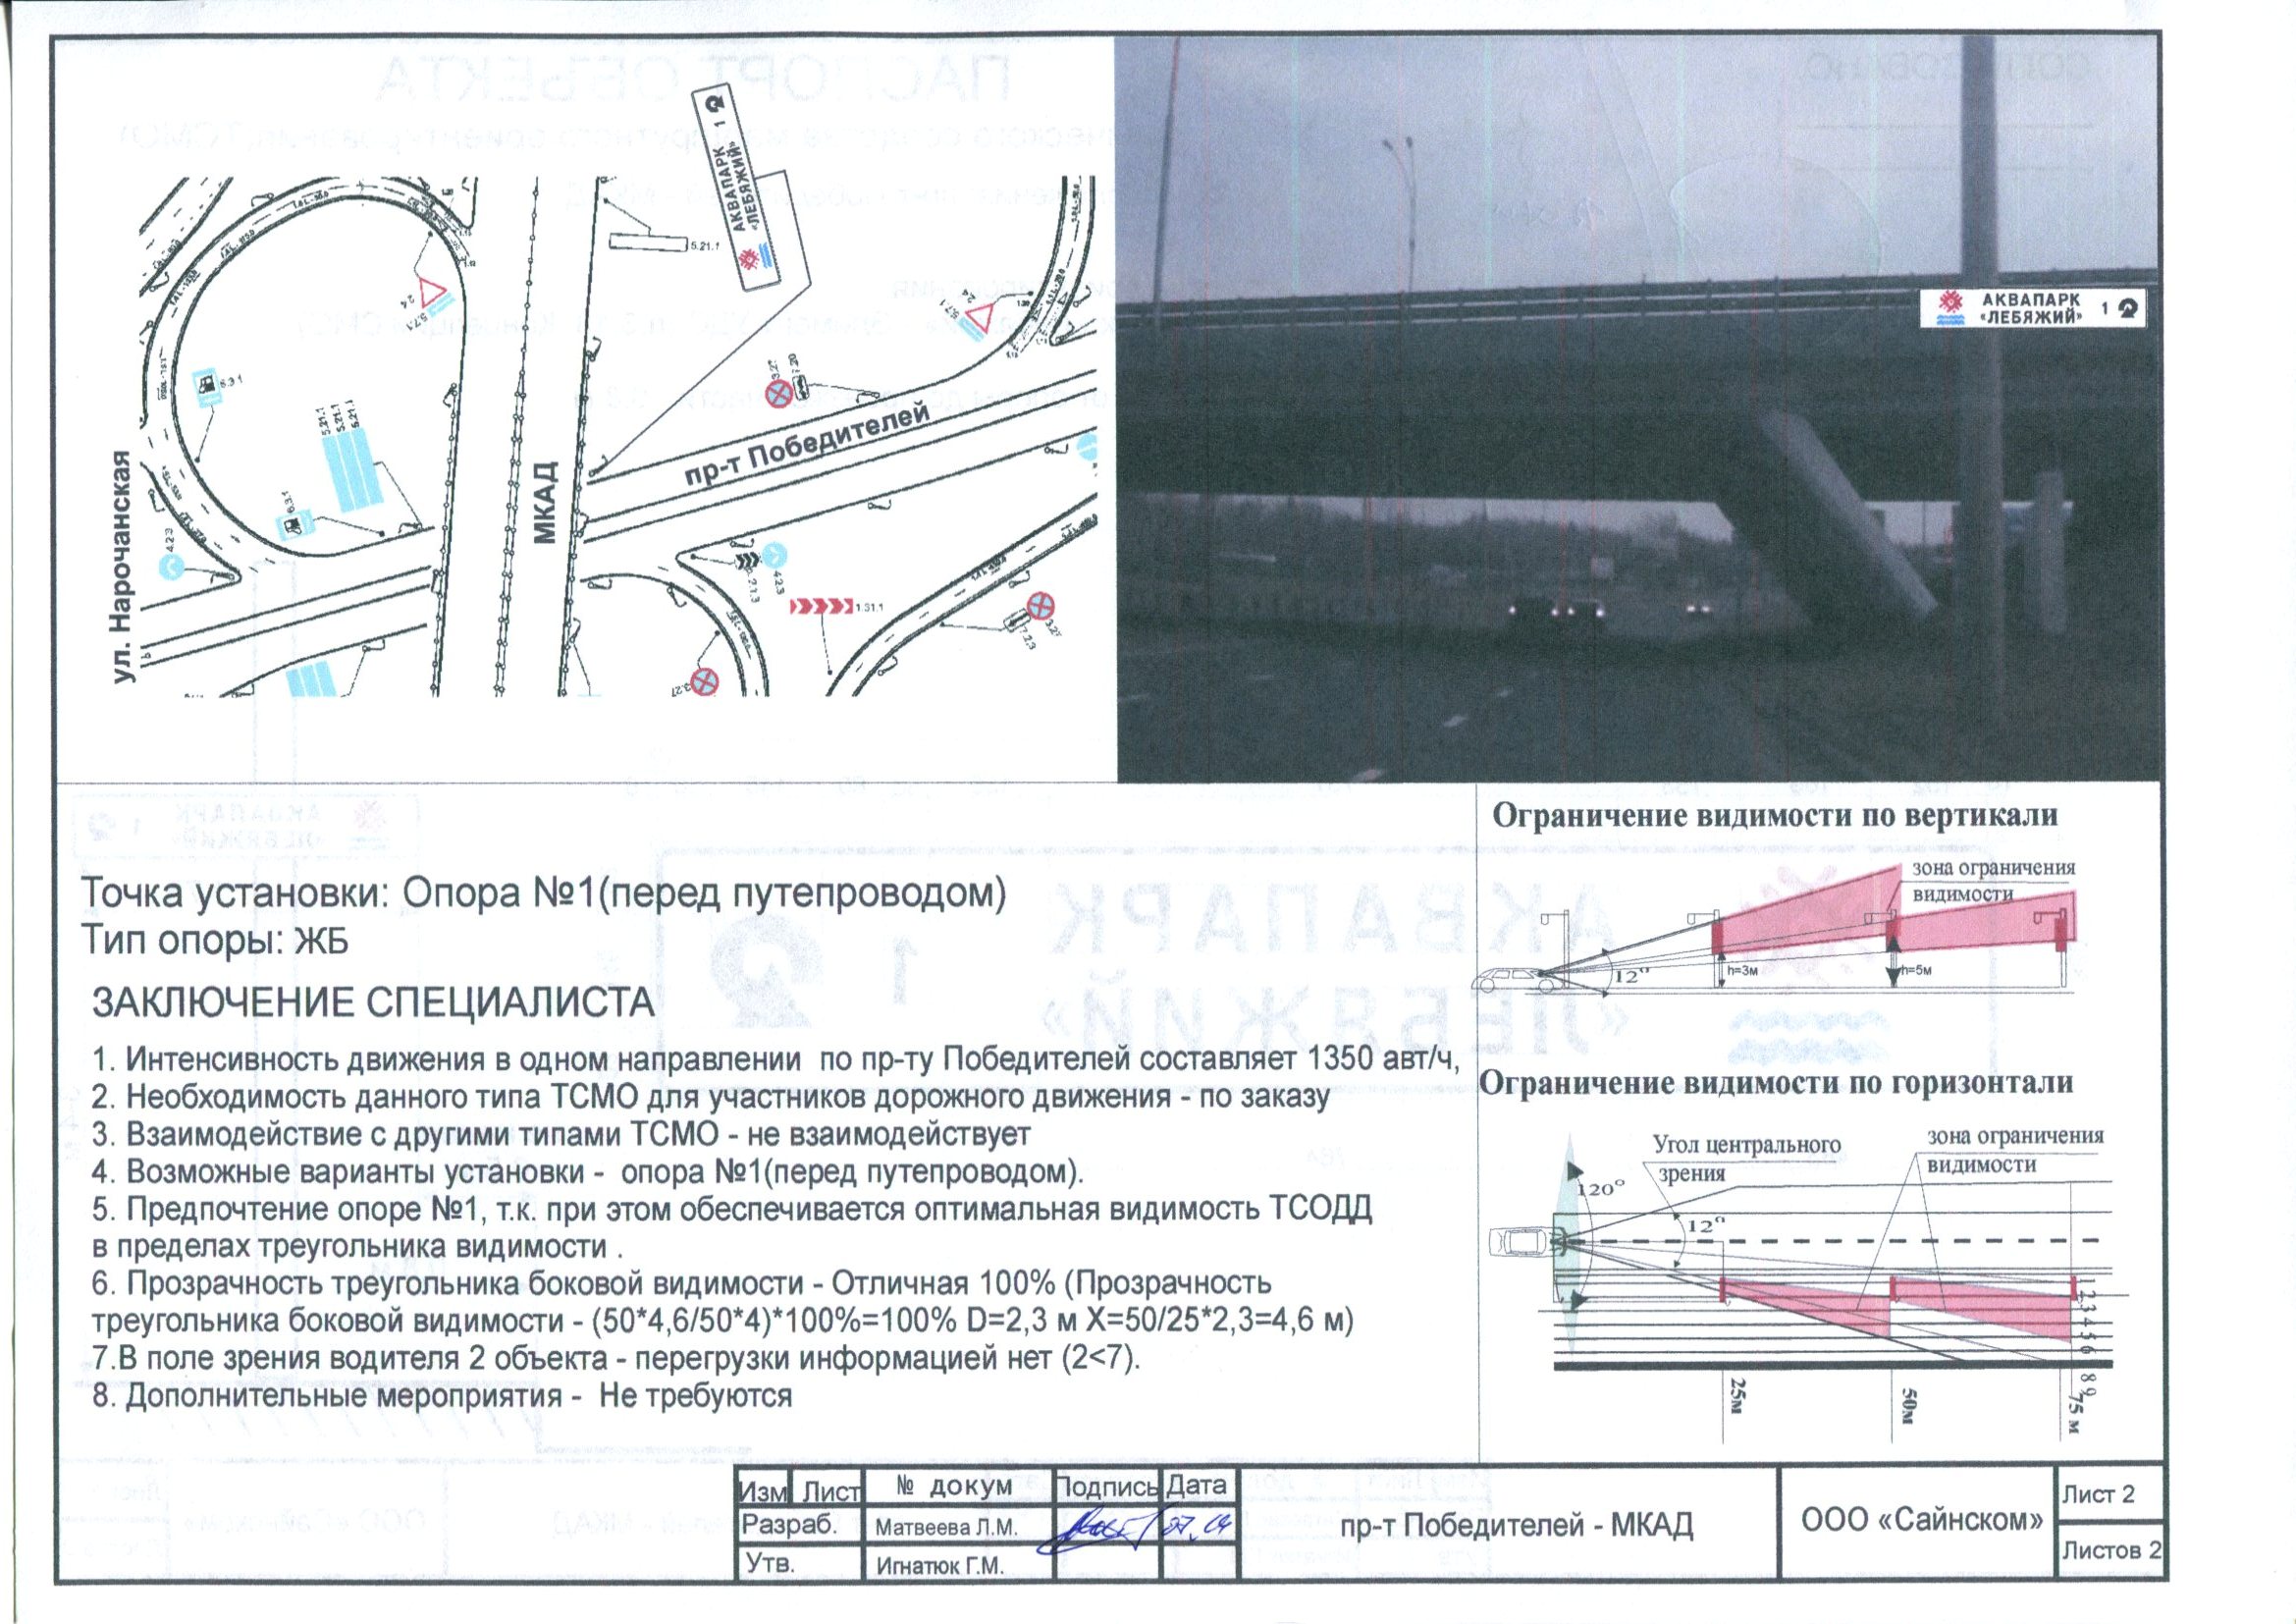 АКВАПАРК
«ЛЕБЯЖИЙ» 1
5.21.1
2.4
5.7.1
2.4
5.7.1
6.3.1
3.27
7.20
5.21.1
5.21.1
5.21.1
6.3.1
4.2.3
ул. Нарочанская
МКАД
пр-т Победителей
4.2.3
1.31.1
3.27
7.2.3
3.27
АКВАПАРК
«ЛЕБЯЖИЙ» 1
Точка установки: Опора №1(перед путепроводом)
Тип опоры: ЖБ
ЗАКЛЮЧЕНИЕ СПЕЦИАЛИСТА
1. Интенсивность движения в одном направлении по пр-ту Победителей составляет 1350 авт/ч,
2. Необходимость данного типа ТСМО для участников дорожного движения - по заказу
3. Взаимодействие с другими типами ТСМО - не взаимодействует
4. Возможные варианты установки - опора №1(перед путепроводом).
5. Предпочтение опоре №1, т.к. при этом обеспечивается оптимальная видимость ТСОДД
в пределах треугольника видимости .
6. Прозрачность треугольника боковой видимости - Отличная 100% (Прозрачность
треугольника боковой видимости - (50*4,6/50*4)*100%=100% D=2,3 м X=50/25*2,3=4,6 м)
7.В поле зрения водителя 2 объекта - перегрузки информацией нет (2<7).
8. Дополнительные мероприятия - Не требуются
Ограничение видимости по вертикали
зона ограничения
видимости
12°
h=3м
h=5м
Ограничение видимости по горизонтали
Угол центрального
зрения
зона ограничения
видимости
120°
12°
1 2 3 4 5 6
8 9
25м
50м
75 м
Изм Лист № докум Подпись Дата
Разраб. Матвеева Л.М.
Утв. Игнатюк Г.М.
пр-т Победителей - МКАД
ООО «Сайнском»
Лист 2
Листов 2